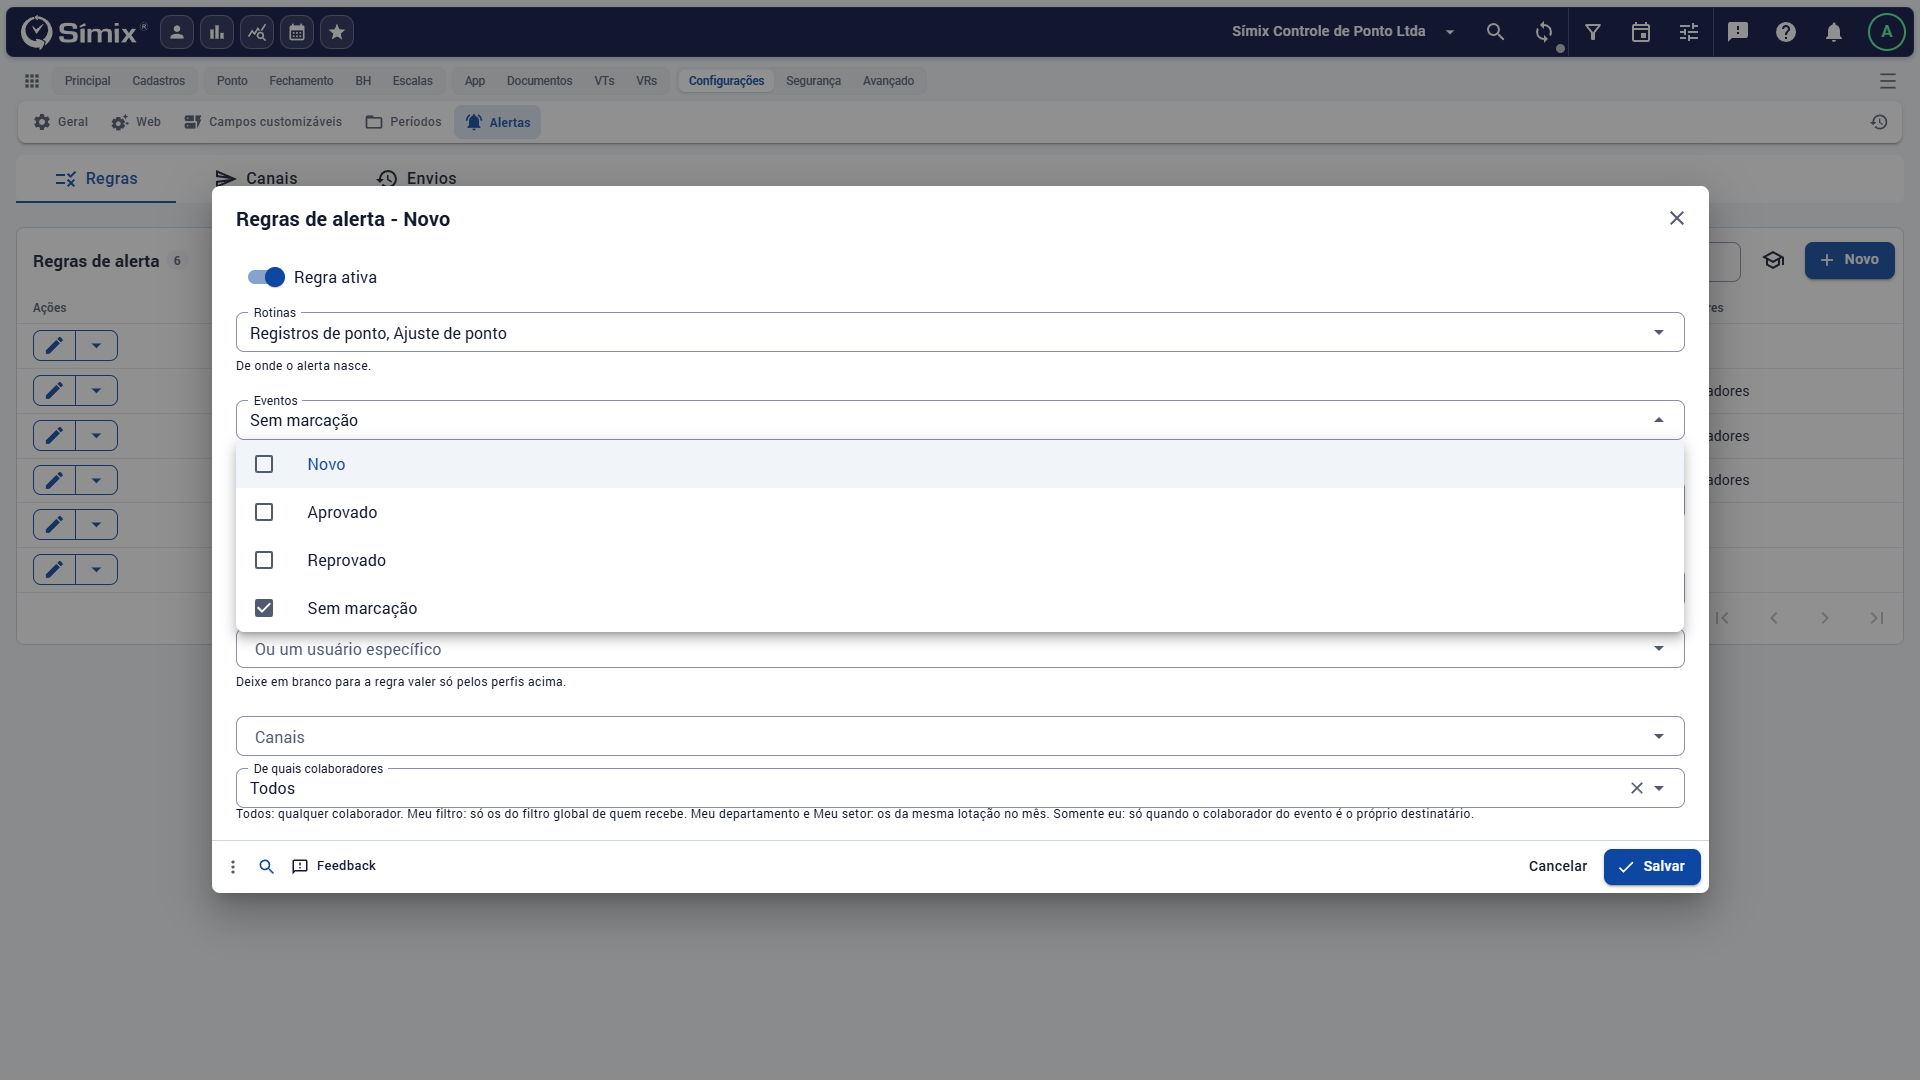 Símix®
Símix Controle de Ponto Ltda
A
Principal Cadastros Ponto Fechamento BH Escalas App Documentos VTs VRs Configurações Segurança Avançado
Geral Web Campos customizáveis Períodos Alertas
Regras Canais Envios
Regras de alerta 6
Novo
Ações
res
adores
adores
adores
Regras de alerta - Novo
Regra ativa
Rotinas
Registros de ponto, Ajuste de ponto
De onde o alerta nasce.
Eventos
Sem marcação
Novo
Aprovado
Reprovado
Sem marcação
Ou um usuário específico
Deixe em branco para a regra valer só pelos perfis acima.
Canais
De quais colaboradores
Todos
Todos: qualquer colaborador. Meu filtro: só os do filtro global de quem recebe. Meu departamento e Meu setor: os da mesma lotação no mês. Somente eu: só quando o colaborador do evento é o próprio destinatário.
Feedback
Cancelar
Salvar